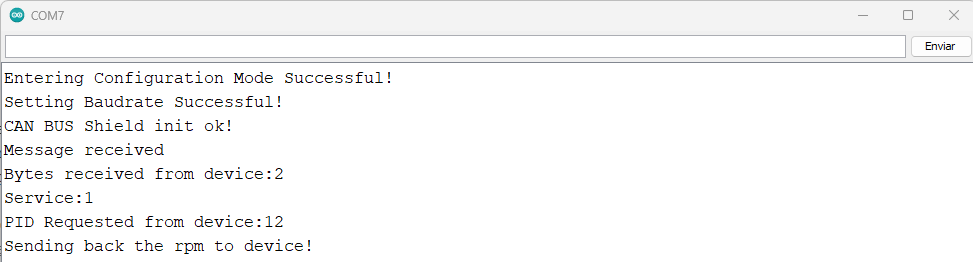 COM7
Enviar
Entering Configuration Mode Successful!
Setting Baudrate Successful!
CAN BUS Shield init ok!
Message received
Bytes received from device:2
Service:1
PID Requested from device:12
Sending back the rpm to device!